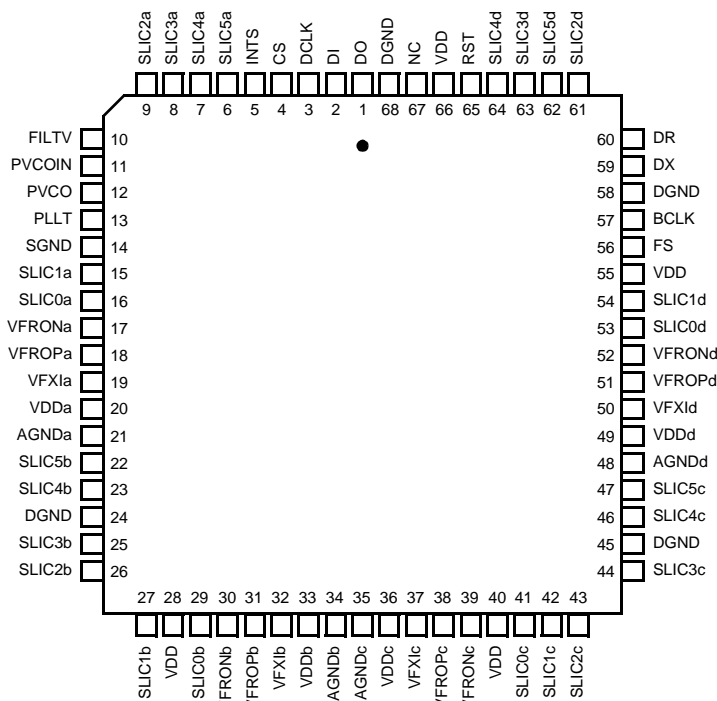 SLIC2a
SLIC3a
SLIC4a
SLIC5a
INTS
CS
DCLK
DI
DO
DGND
NC
VDD
RST
SLIC4d
SLIC3d
SLIC5d
SLIC2d
9 8 7 6 5 4 3 2 1 68 67 66 65 64 63 62 61
FILTV 10
PVCOIN 11
PVCO 12
PLLT 13
SGND 14
SLIC1a 15
SLIC0a 16
VFRONa 17
VFROPa 18
VFXIa 19
VDDa 20
AGNDa 21
SLIC5b 22
SLIC4b 23
DGND 24
SLIC3b 25
SLIC2b 26
60 DR
59 DX
58 DGND
57 BCLK
56 FS
55 VDD
54 SLIC1d
53 SLIC0d
52 VFRONd
51 VFROPd
50 VFXId
49 VDDd
48 AGNDd
47 SLIC5c
46 SLIC4c
45 DGND
44 SLIC3c
27 28 29 30 31 32 33 34 35 36 37 38 39 40 41 42 43
SLIC1b
VDD
SLIC0b
FRONb
VFROPb
VFXIb
VDDb
AGNDb
AGNDc
VDDc
VFXIc
VFROPc
VFRONc
VDD
SLIC0c
SLIC1c
SLIC2c